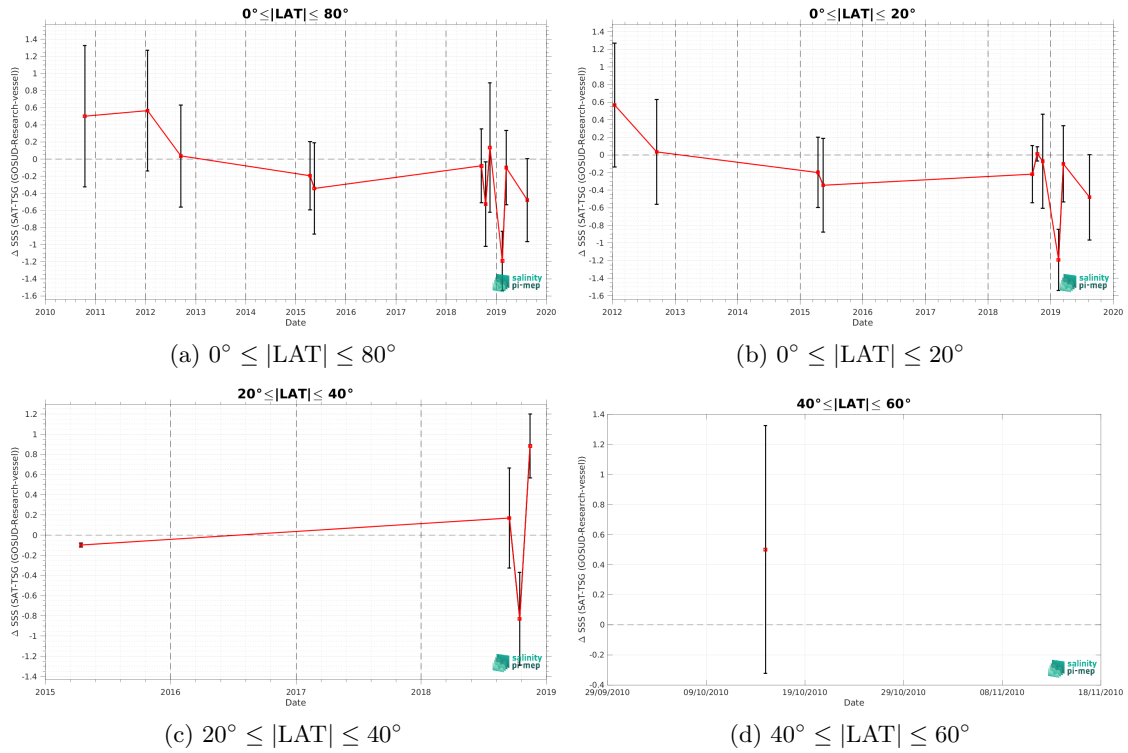 0°≤|LAT|≤ 80°
Δ SSS (SAT-TSG (GOSUD-Research-vessel))
1.4
1.2
1
0.8
0.6
0.4
0.2
0
-0.2
-0.4
-0.6
-0.8
-1
-1.2
-1.4
-1.6
2010 2011 2012 2013 2014 2015 2016 2017 2018 2019 2020
Date
salinity
pi-mep
(a) 0° ≤ |LAT| ≤ 80°
0°≤|LAT|≤ 20°
Δ SSS (SAT-TSG (GOSUD-Research-vessel))
1.2
1
0.8
0.6
0.4
0.2
0
-0.2
-0.4
-0.6
-0.8
-1
-1.2
-1.4
-1.6
2012 2013 2014 2015 2016 2017 2018 2019 2020
Date
salinity
pi-mep
(b) 0° ≤ |LAT| ≤ 20°
20°≤|LAT|≤ 40°
Δ SSS (SAT-TSG (GOSUD-Research-vessel))
1.2
1
0.8
0.6
0.4
0.2
0
-0.2
-0.4
-0.6
-0.8
-1
-1.2
-1.4
2015 2016 2017 2018 2019
Date
salinity
pi-mep
(c) 20° ≤ |LAT| ≤ 40°
40°≤|LAT|≤ 60°
Δ SSS (SAT-TSG (GOSUD-Research-vessel))
1.4
1.2
1
0.8
0.6
0.4
0.2
0
-0.2
-0.4
29/09/2010 09/10/2010 19/10/2010 29/10/2010 08/11/2010 18/11/2010
Date
salinity
pi-mep
(d) 40° ≤ |LAT| ≤ 60°